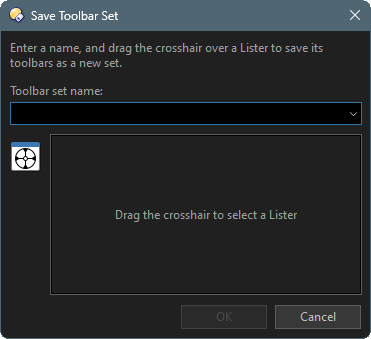 Save Toolbar Set
Enter a name, and drag the crosshair over a Lister to save its
toolbars as a new set.
Toolbar set name:
Drag the crosshair to select a Lister
OK
Cancel